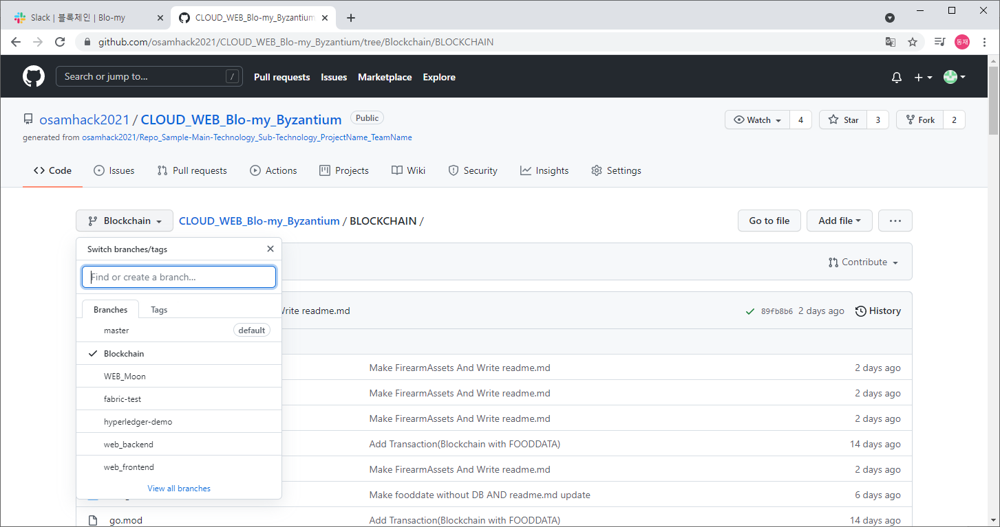 Slack | 블록체인 | Blo-my
CLOUD_WEB_Blo-my_Byzantium
github.com/osamhack2021/CLOUD_WEB_Blo-my_Byzantium/tree/Blockchain/BLOCKCHAIN
동재
Search or jump to... /
Pull requests Issues Marketplace Explore
osamhack2021 / CLOUD_WEB_Blo-my_Byzantium Public
Watch 4 Star 3 Fork 2
generated from osamhack2021/Repo_Sample-Main-Technology_Sub-Technology_ProjectName_TeamName
Code Issues Pull requests Actions Projects Wiki Security Insights Settings
Blockchain CLOUD_WEB_Blo-my_Byzantium / BLOCKCHAIN /
Go to file Add file ...
Switch branches/tags
Contribute
Find or create a branch...
Branches Tags
Write readme.md 89fb8b6 2 days ago History
master default
Blockchain
WEB_Moon
fabric-test
hyperledger-demo
web_backend
web_frontend
View all branches
Make FirearmAssets And Write readme.md 2 days ago
Make FirearmAssets And Write readme.md 2 days ago
Make FirearmAssets And Write readme.md 2 days ago
Add Transaction(Blockchain with FOODDATA) 14 days ago
Make FirearmAssets And Write readme.md 2 days ago
Make fooddate without DB AND readme.md update 6 days ago
go.mod Add Transaction(Blockchain with FOODDATA) 14 days ago